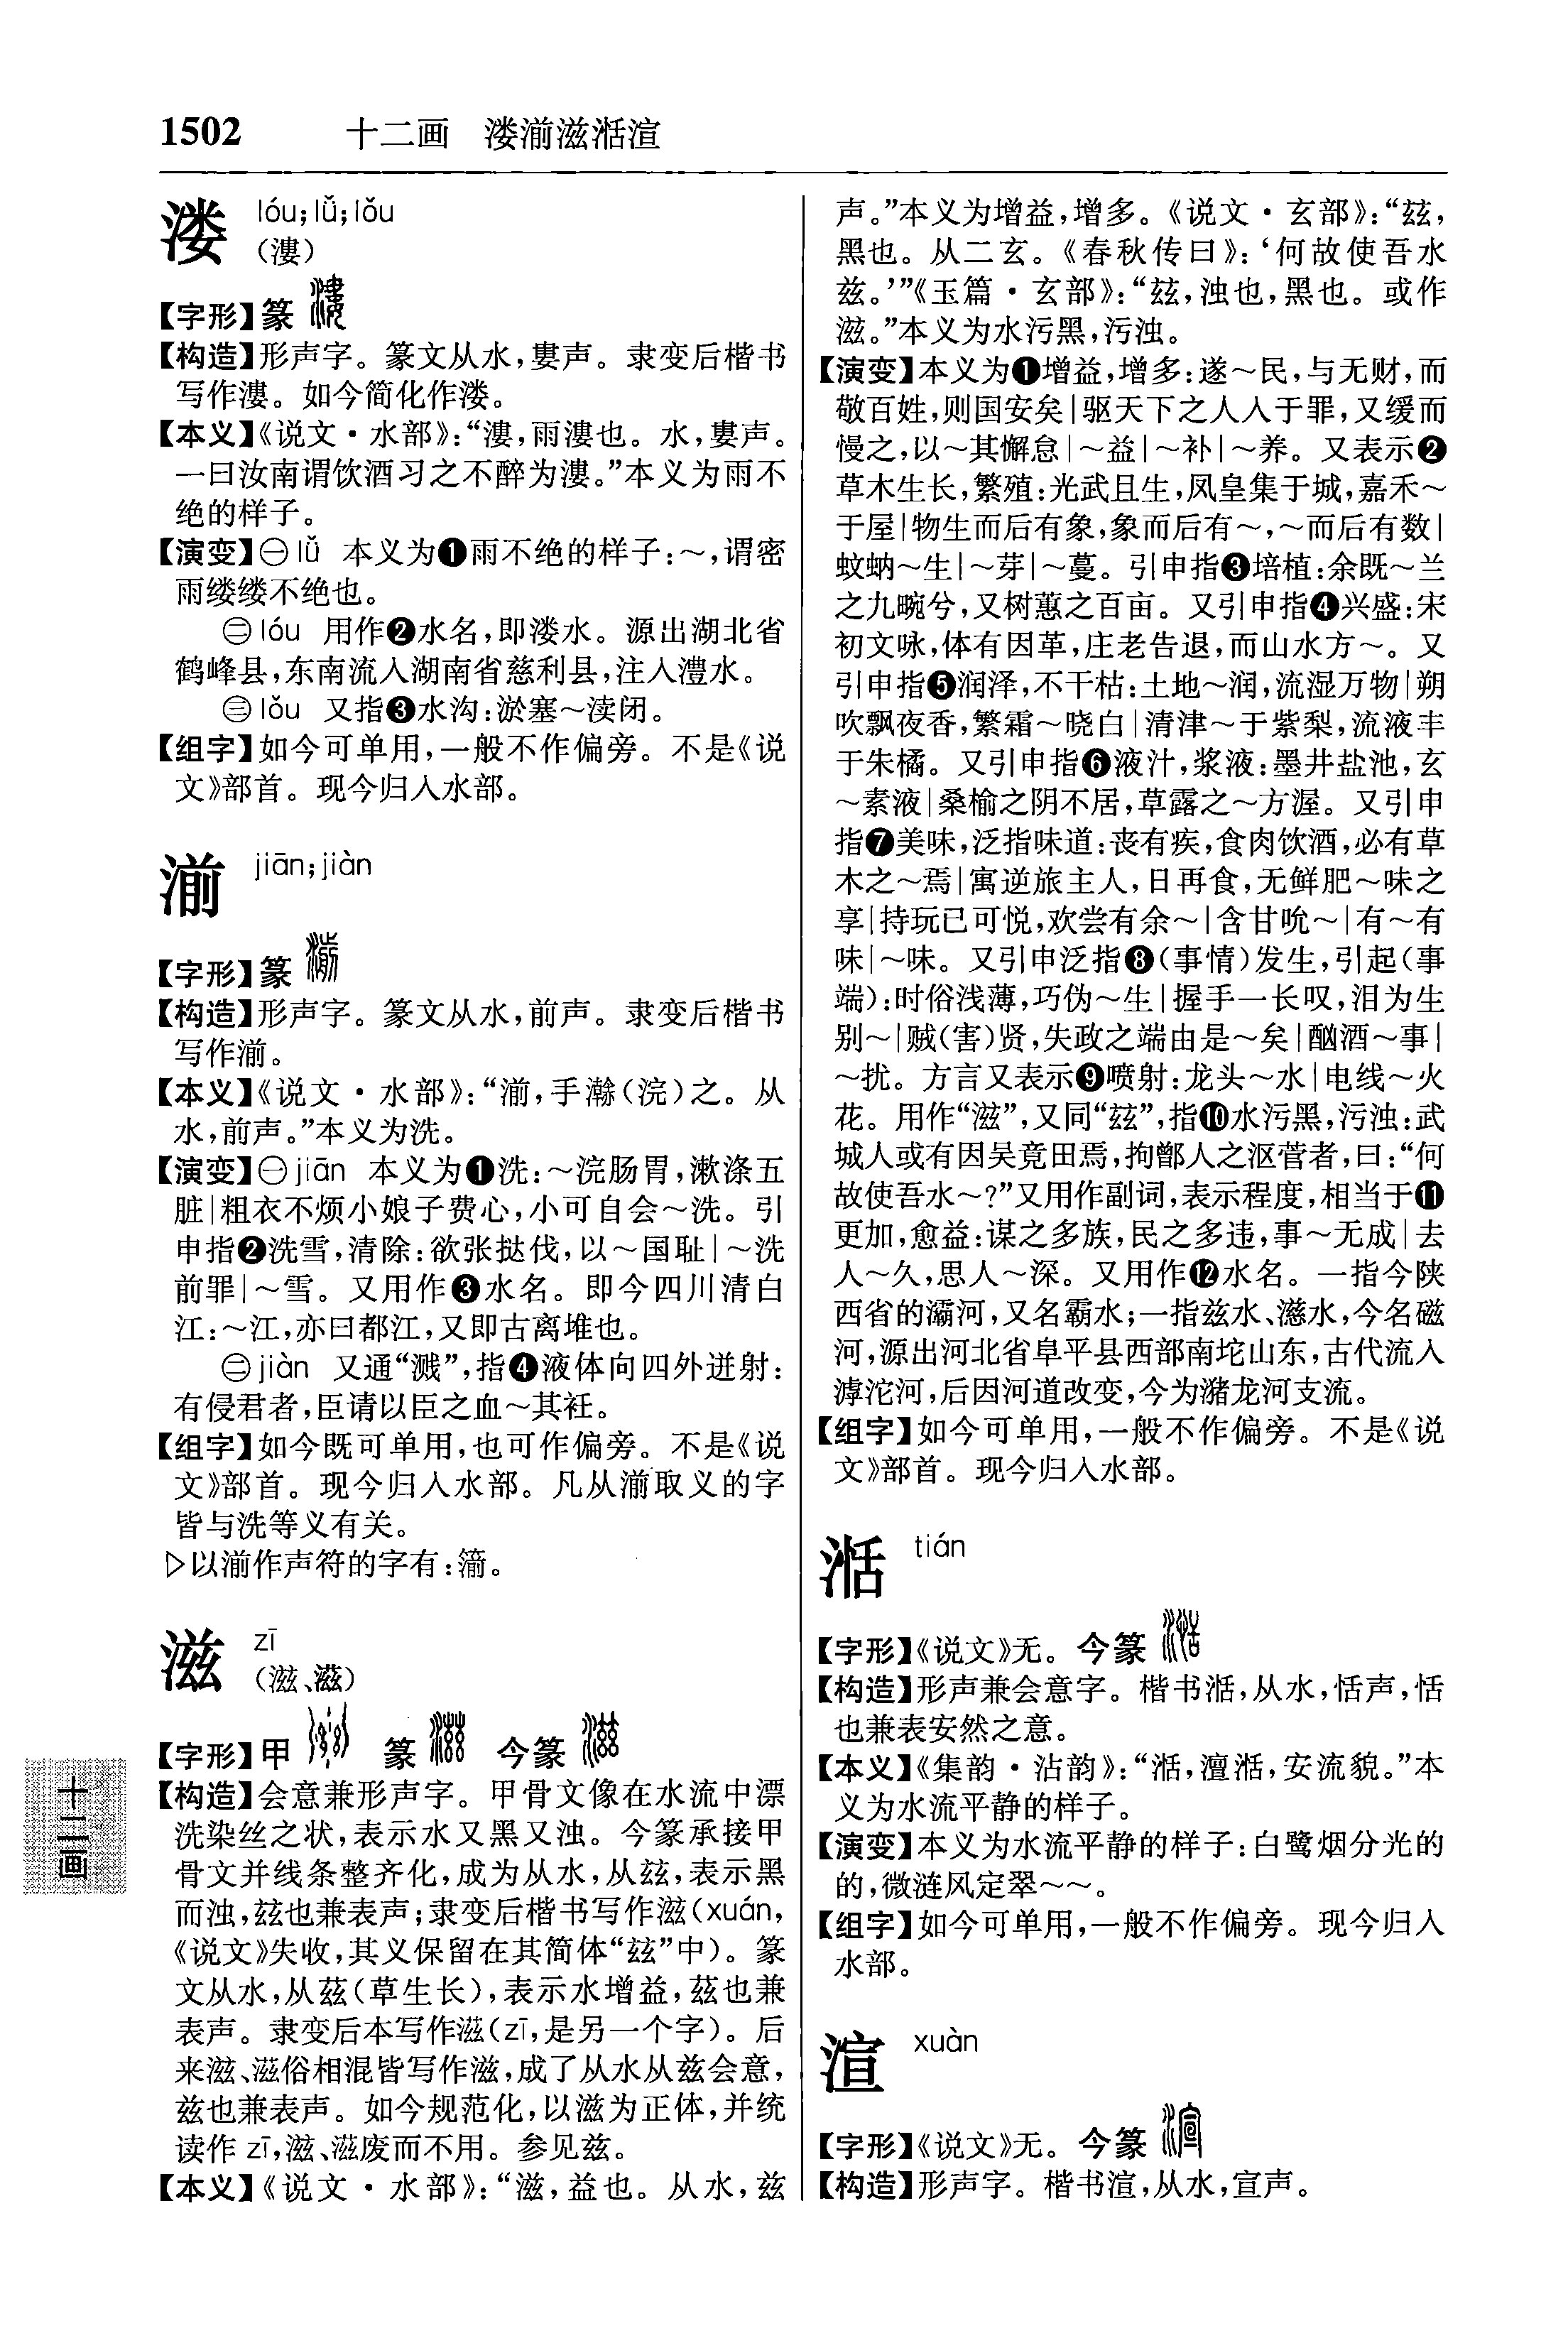 1502 十二画 溇湔滋湉渲
溇 lóu;lǚ;lǒu
(漊)
【字形】篆
【构造】形声字。篆文从水,婁声。隶变后楷书
写作漊。如今简化作溇。
【本义】《说文·水部》:“漊,雨漊也。水,婁声。
一曰汝南谓饮酒习之不醉为漊。”本义为雨不
绝的样子。
【演变】㊀lǚ 本义为❶雨不绝的样子:～,谓密
雨缕缕不绝也。
㊁lóu 用作❷水名,即溇水。源出湖北省
鹤峰县,东南流入湖南省慈利县,注入澧水。
㊂lǒu 又指❸水沟:淤塞～渎闭。
【组字】如今可单用,一般不作偏旁。不是《说
文》部首。现今归入水部。
湔 jiān;jiàn
【字形】篆
【构造】形声字。篆文从水,前声。隶变后楷书
写作湔。
【本义】《说文·水部》:“湔,手瀚(浣)之。从
水,前声。”本义为洗。
【演变】㊀jiān 本义为❶洗:～浣肠胃,漱涤五
脏|粗衣不烦小娘子费心,小可自会～洗。引
申指❷洗雪,清除:欲张挞伐,以～国耻|～洗
前罪|～雪。又用作❸水名。即今四川清白
江:～江,亦曰都江,又即古离堆也。
㊁jiàn 又通“溅”,指❹液体向四外迸射:
有侵君者,臣请以臣之血～其衽。
【组字】如今既可单用,也可作偏旁。不是《说
文》部首。现今归入水部。凡从湔取义的字
皆与洗等义有关。
▷以湔作声符的字有:䉍。
滋 zī
(滋、滋)
【字形】甲 篆 今篆
【构造】会意兼形声字。甲骨文像在水流中漂
洗染丝之状,表示水又黑又浊。今篆承接甲
骨文并线条整齐化,成为从水,从玆,表示黑
而浊,玆也兼表声;隶变后楷书写作滋(xuán,
《说文》失收,其义保留在其简体“玆”中)。篆
文从水,从茲(草生长),表示水增益,茲也兼
表声。隶变后本写作滋(zī,是另一个字)。后
来滋、滋俗相混皆写作滋,成了从水从兹会意,
兹也兼表声。如今规范化,以滋为正体,并统
读作 zī,滋、滋废而不用。参见兹。
【本义】《说文·水部》:“滋,益也。从水,兹
声。”本义为增益,增多。《说文·玄部》:“玆,
黑也。从二玄。《春秋传曰》:‘何故使吾水
兹。’”《玉篇·玄部》:“玆,浊也,黑也。或作
滋。”本义为水污黑,污浊。
【演变】本义为❶增益,增多:遂～民,与无财,而
敬百姓,则国安矣|驱天下之人入于罪,又缓而
慢之,以～其懈怠|～益|～补|～养。又表示❷
草木生长,繁殖:光武且生,凤皇集于城,嘉禾～
于屋|物生而后有象,象而后有～,～而后有数|
蚊蚋～生|～芽|～蔓。引申指❸培植:余既～兰
之九畹兮,又树蕙之百亩。又引申指❹兴盛:宋
初文咏,体有因革,庄老告退,而山水方～。又
引申指❺润泽,不干枯:土地～润,流湿万物|朔
吹飘夜香,繁霜～晓白|清津～于紫梨,流液丰
于朱橘。又引申指❻液汁,浆液:墨井盐池,玄
～素液|桑榆之阴不居,草露之～方渥。又引申
指❼美味,泛指味道:丧有疾,食肉饮酒,必有草
木之～焉|寓逆旅主人,日再食,无鲜肥～味之
享|持玩已可悦,欢尝有余～|含甘吮～|有～有
味|～味。又引申泛指❽(事情)发生,引起(事
端):时俗浅薄,巧伪～生|握手一长叹,泪为生
别～|贼(害)贤,失政之端由是～矣|酗酒～事|
～扰。方言又表示❾喷射:龙头～水|电线～火
花。用作“滋”,又同“玆”,指❿水污黑,污浊:武
城人或有因吴竟田焉,拘鄫人之沤菅者,曰:“何
故使吾水～?”又用作副词,表示程度,相当于⓫
更加,愈益:谋之多族,民之多违,事～无成|去
人～久,思人～深。又用作⓬水名。一指今陕
西省的灞河,又名霸水;一指兹水、濨水,今名磁
河,源出河北省阜平县西部南坨山东,古代流入
滹沱河,后因河道改变,今为潴龙河支流。
【组字】如今可单用,一般不作偏旁。不是《说
文》部首。现今归入水部。
湉 tián
【字形】《说文》无。今篆
【构造】形声兼会意字。楷书湉,从水,恬声,恬
也兼表安然之意。
【本义】《集韵·沾韵》:“湉,澶湉,安流貌。”本
义为水流平静的样子。
【演变】本义为水流平静的样子:白鹭烟分光的
的,微涟风定翠～～。
【组字】如今可单用,一般不作偏旁。现今归入
水部。
渲 xuàn
【字形】《说文》无。今篆
【构造】形声字。楷书渲,从水,宣声。
十二画